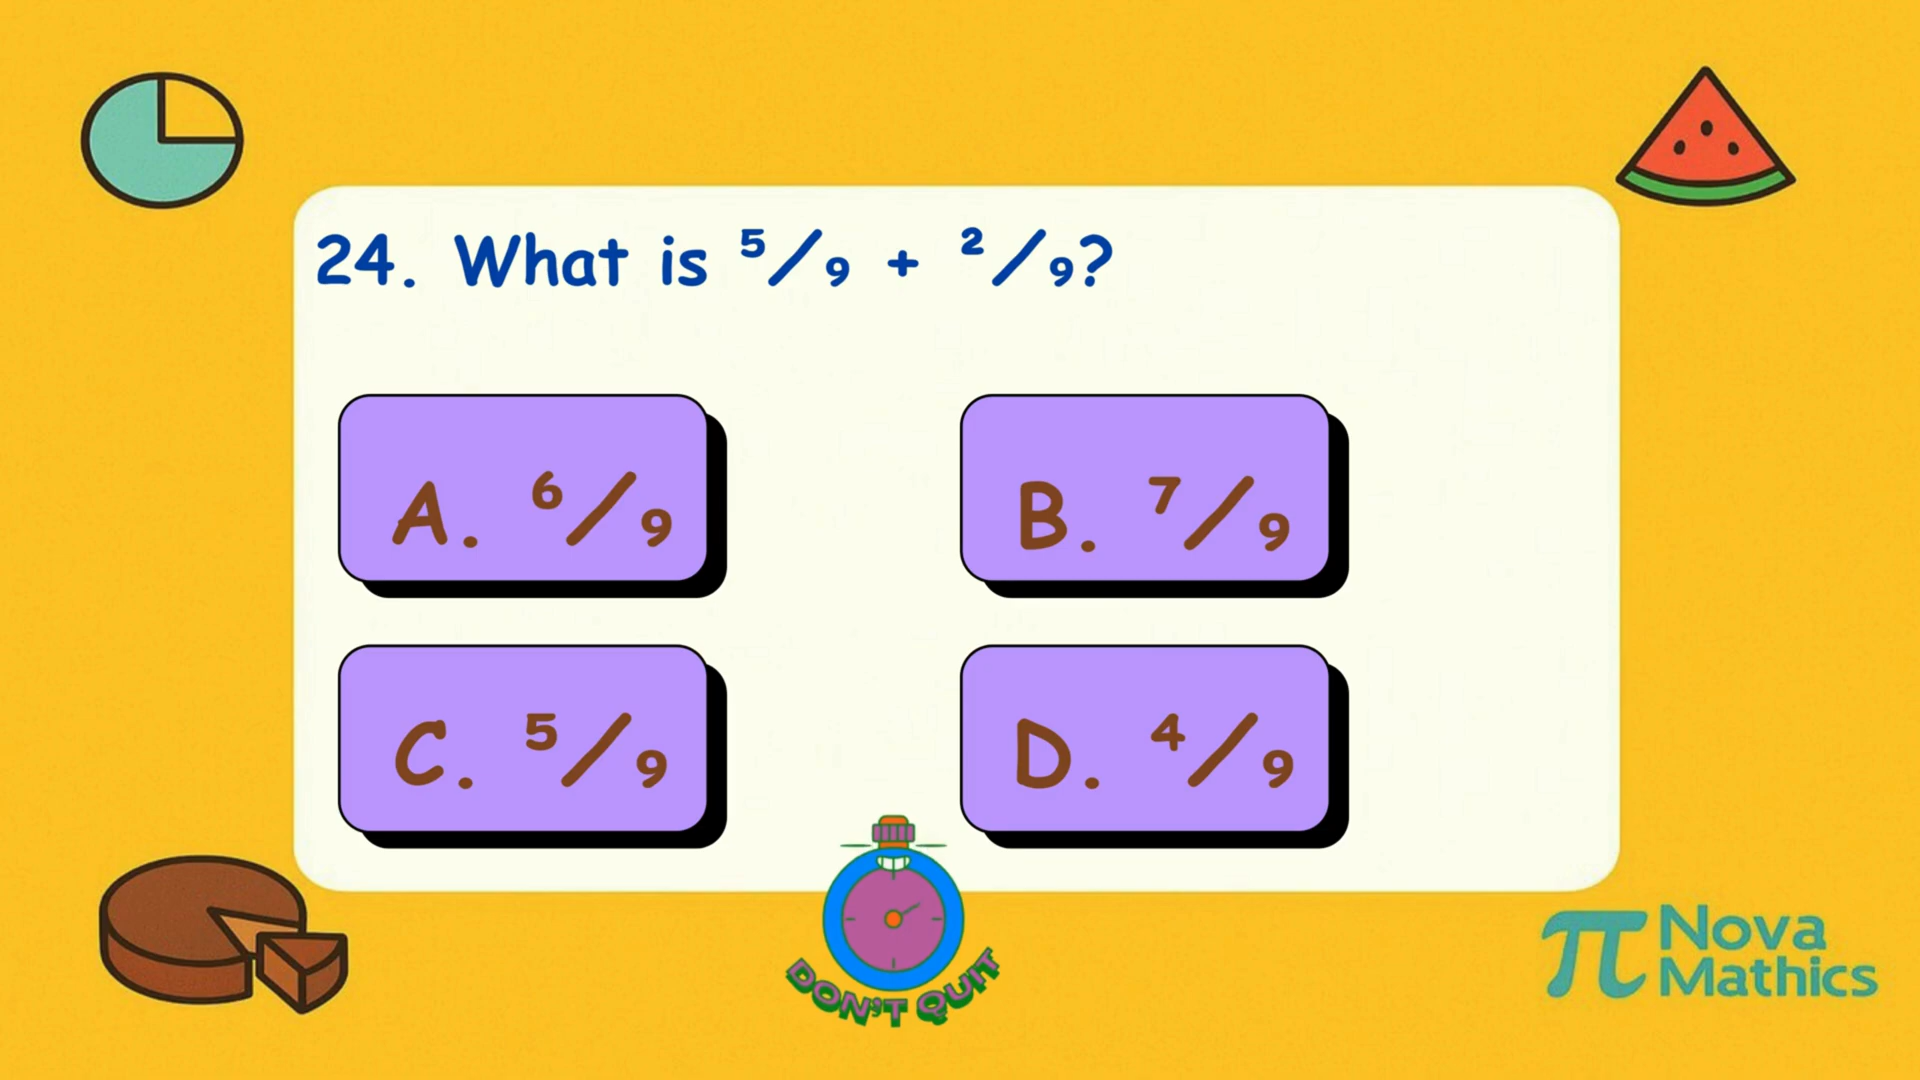 24. What is ⁵/₉ + ²/₉?
A. ⁶/₉
B. ⁷/₉
C. ⁵/₉
D. ⁴/₉
DON'T QUIT
π Nova
Mathics